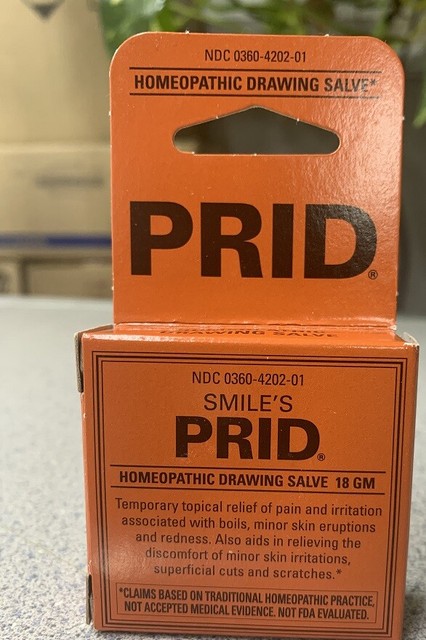 NDC 0360-4202-01
HOMEOPATHIC DRAWING SALVE*
PRID®
DRAWING SALVE
NDC 0360-4202-01
SMILE'S
PRID®
HOMEOPATHIC DRAWING SALVE 18 GM
Temporary topical relief of pain and irritation
associated with boils, minor skin eruptions
and redness. Also aids in relieving the
discomfort of minor skin irritations,
superficial cuts and scratches.*
*CLAIMS BASED ON TRADITIONAL HOMEOPATHIC PRACTICE,
NOT ACCEPTED MEDICAL EVIDENCE. NOT FDA EVALUATED.